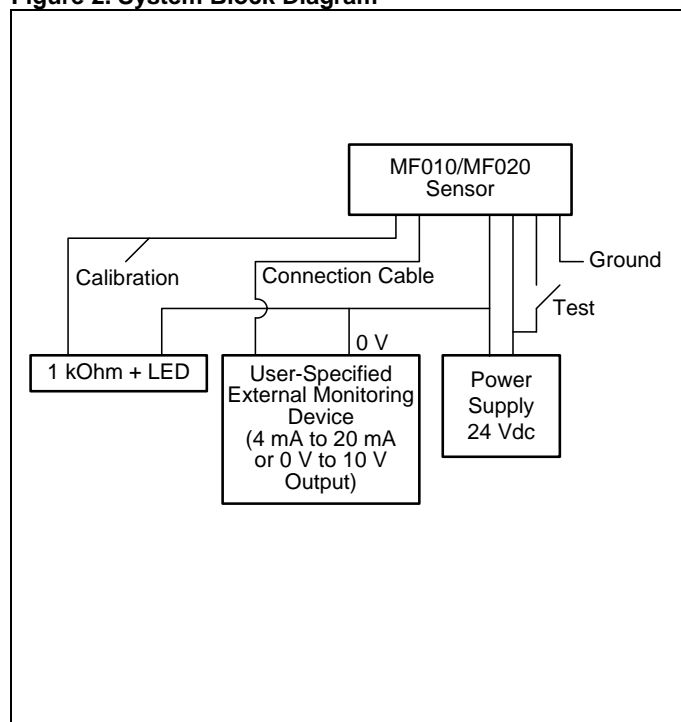 Figure 2. System Block Diagram
MF010/MF020
Sensor
Ground
Calibration
Connection Cable
Test
0 V
1 kOhm + LED
User-Specified
External Monitoring
Device
(4 mA to 20 mA
or 0 V to 10 V
Output)
Power
Supply
24 Vdc